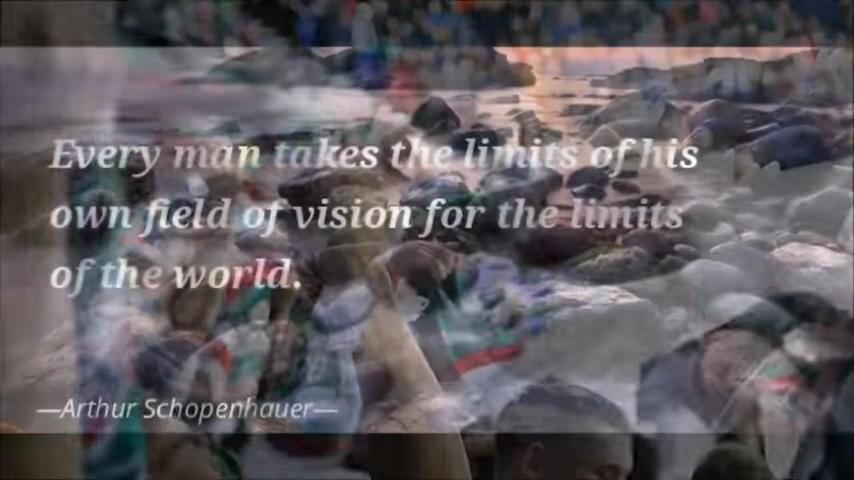 Every man takes the limits of his
own field of vision for the limits
of the world.
—Arthur Schopenhauer—